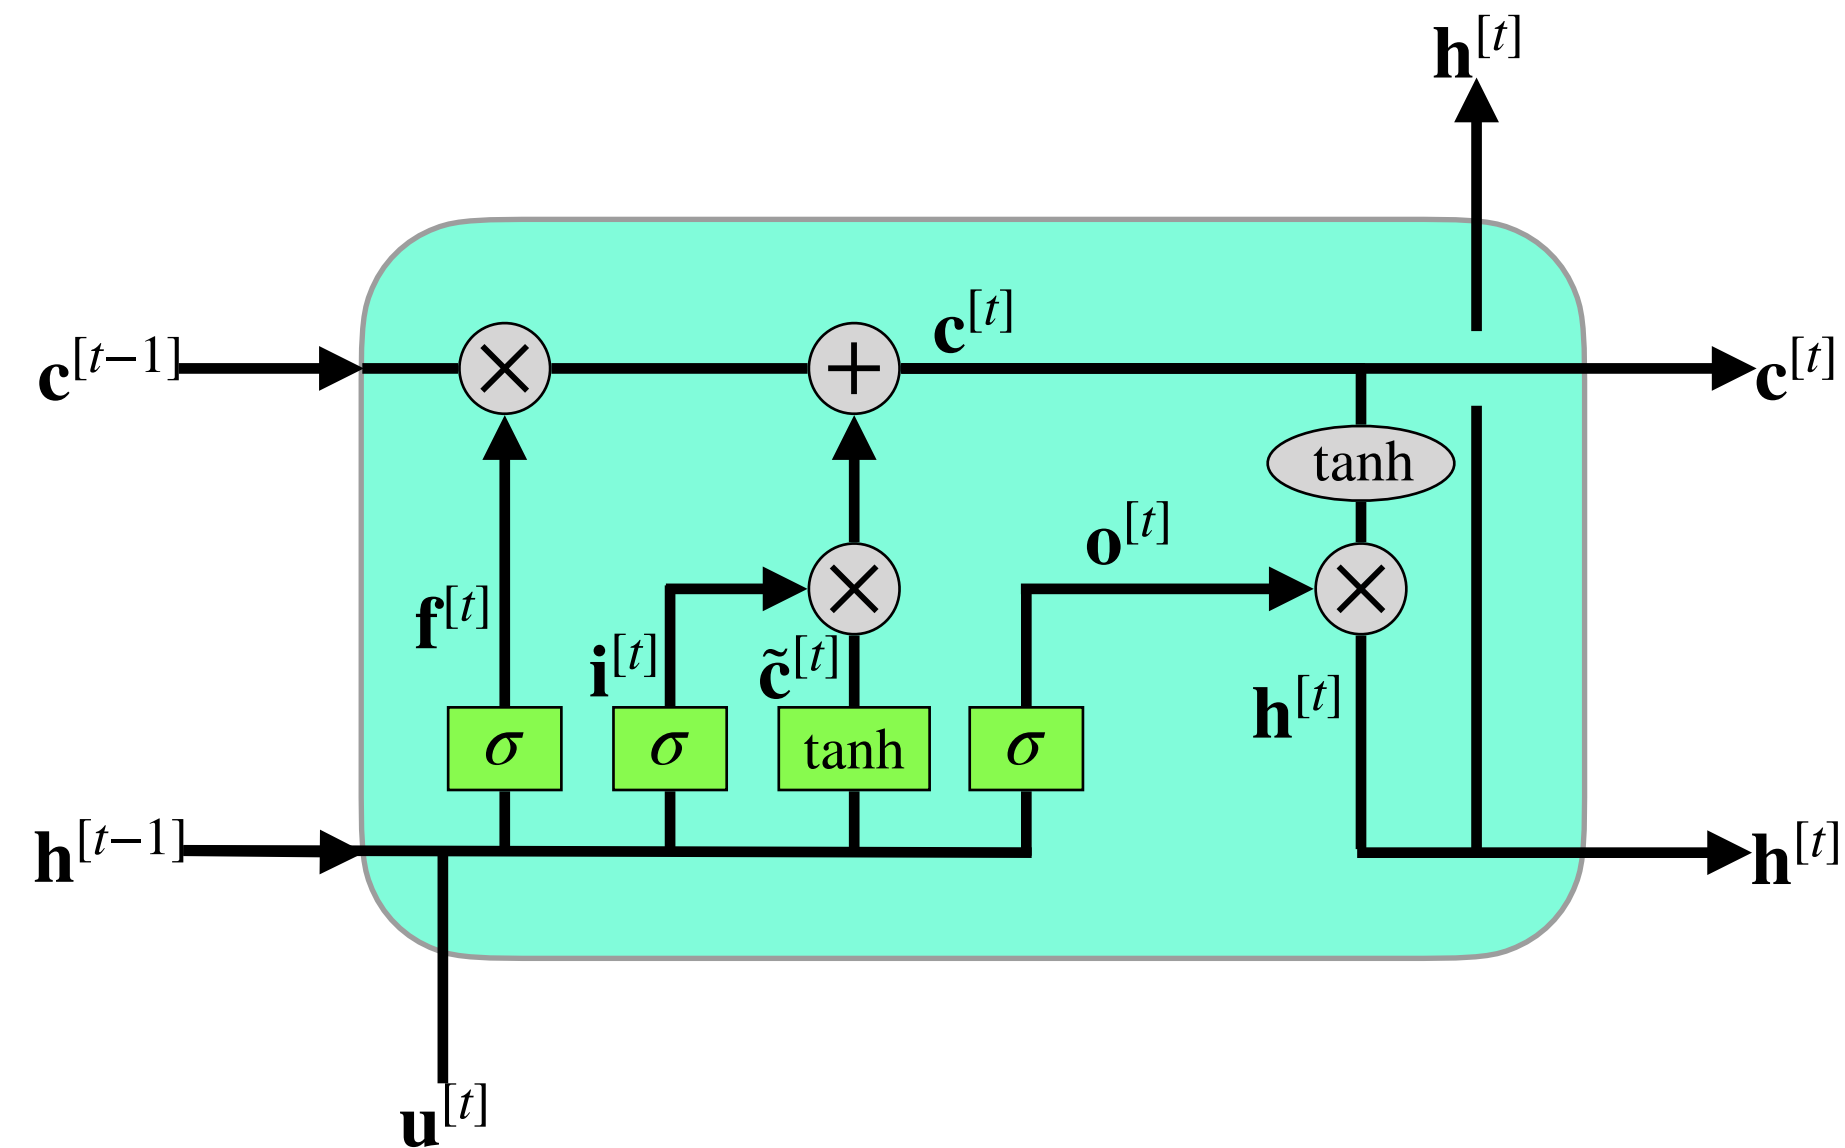 h^[t]
c^[t]
c^[t−1]
c^[t]
tanh
o^[t]
f^[t]
i^[t]
c̃^[t]
h^[t]
σ
σ
tanh
σ
h^[t−1]
h^[t]
u^[t]